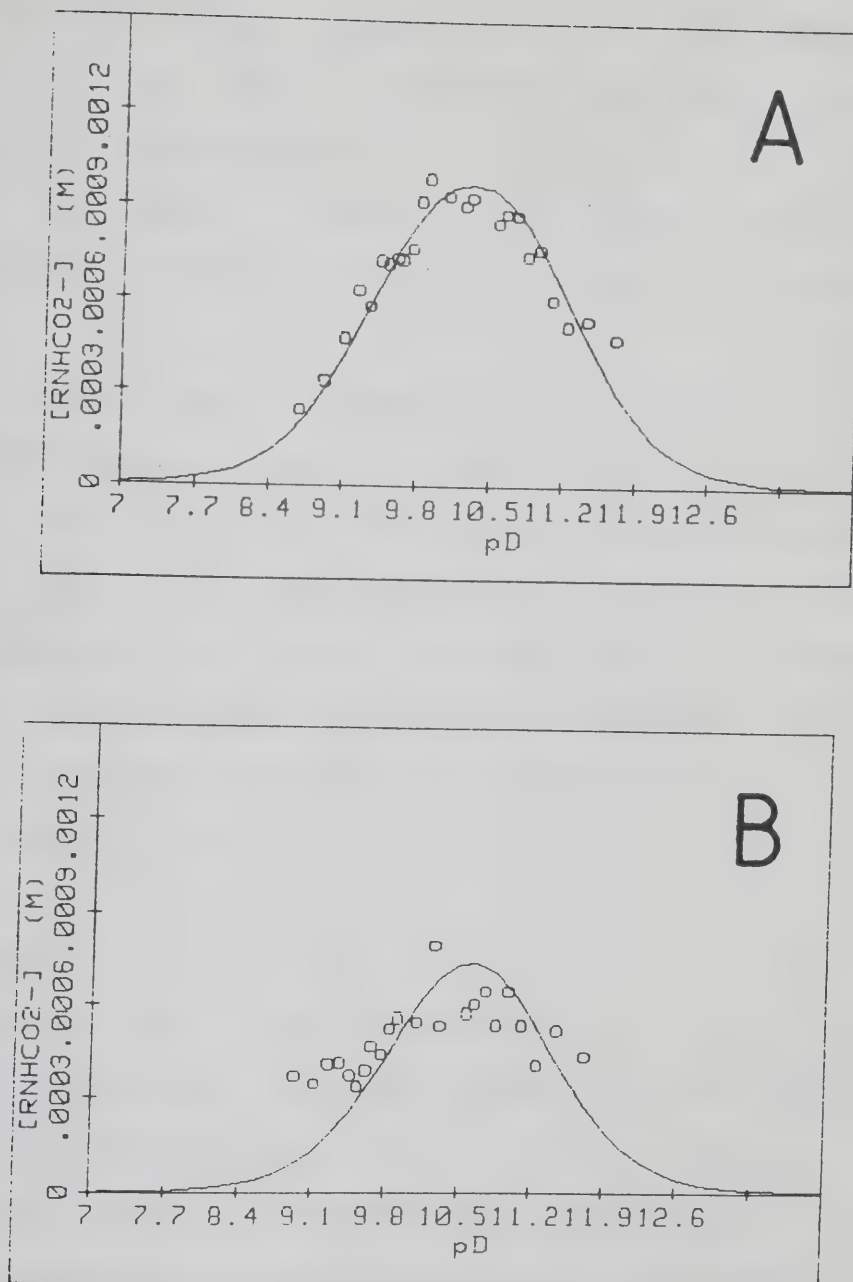 A
[RNHCO2-] (M)
0 .0003.0006.0009.0012
7 7.7 8.4 9.1 9.8 10.511.211.912.6
pD
B
[RNHCO2-] (M)
0 .0003.0006.0009.0012
7 7.7 8.4 9.1 9.8 10.511.211.912.6
pD